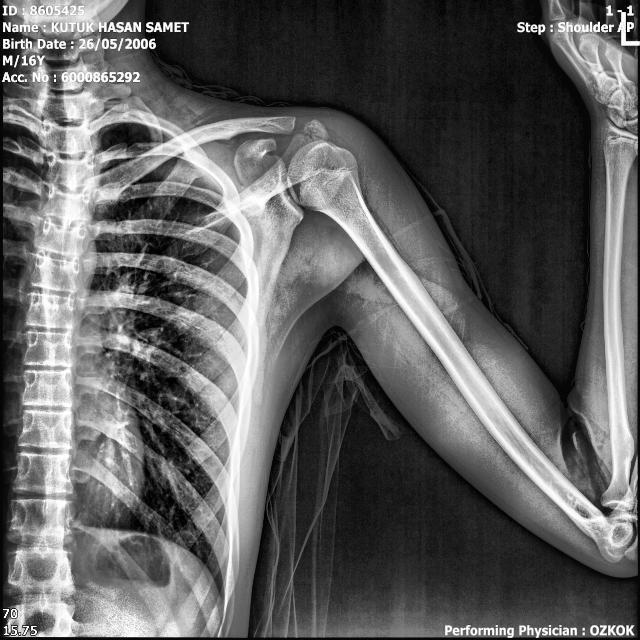 ID : 8605425
Name : KUTUK HASAN SAMET
Birth Date : 26/05/2006
M/16Y
Acc. No : 6000865292
1 - 1
Step : Shoulder AP
L
70
15.75
Performing Physician : OZKOK